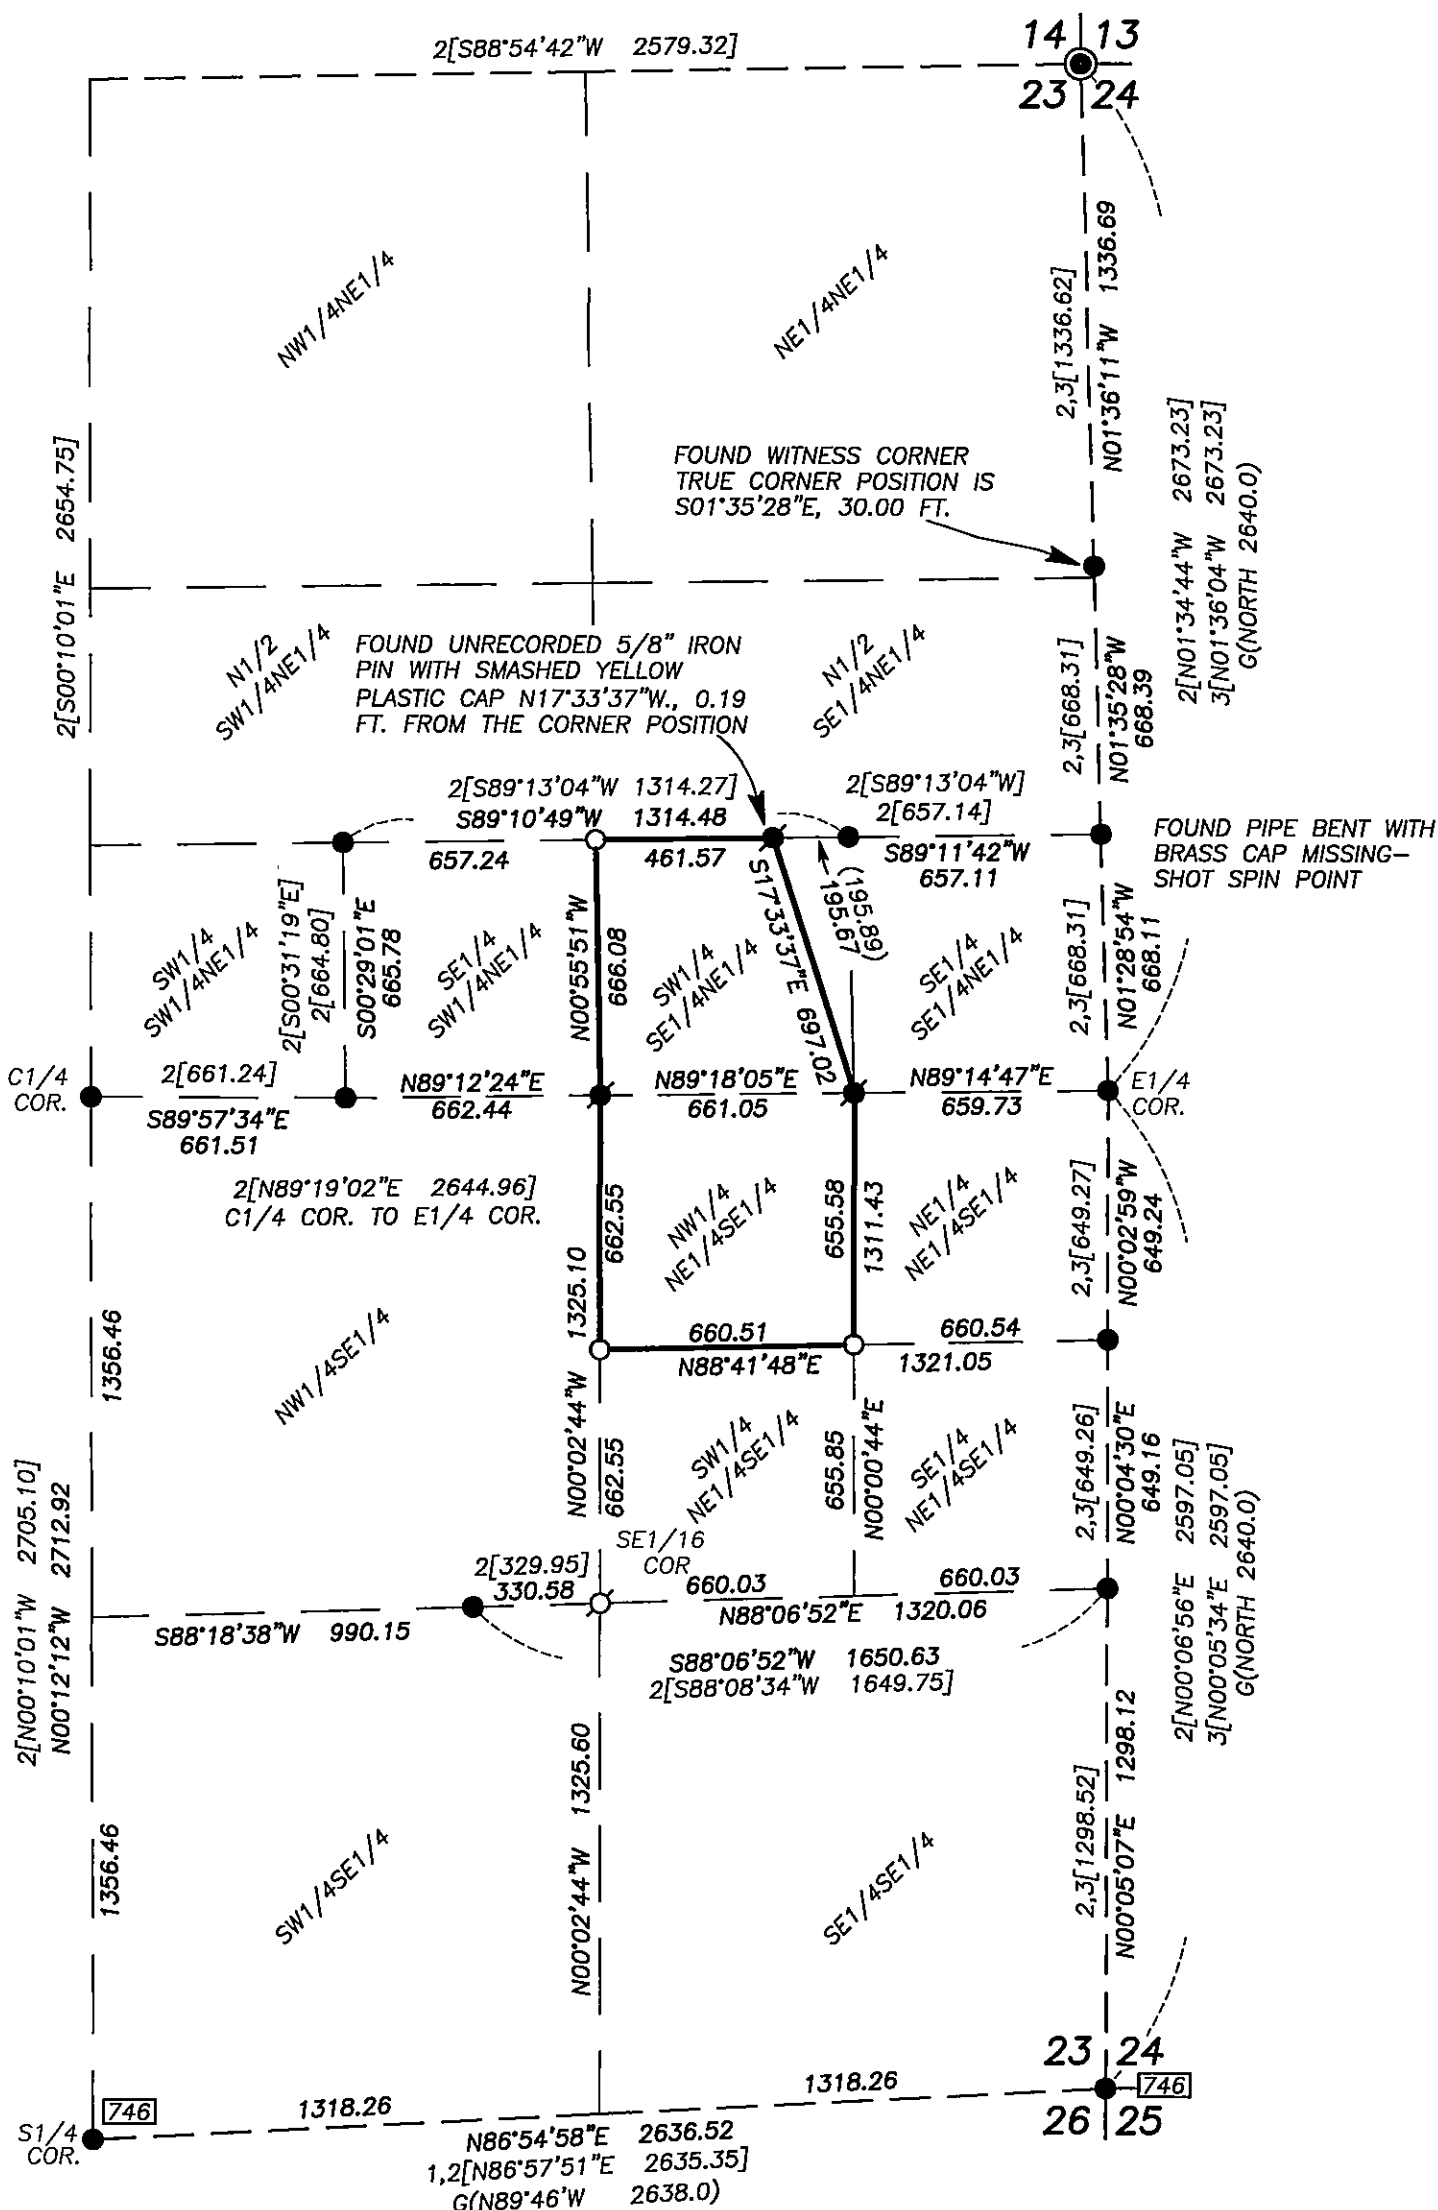 2[S88°54'42"W 2579.32]
14 13
23 24
NW1/4NE1/4
NE1/4NE1/4
2,3[1336.62]
N01°36'11"W 1336.69
2[S00°10'01"E 2654.75]
FOUND WITNESS CORNER
TRUE CORNER POSITION IS
S01°35'28"E, 30.00 FT.
2[N01°34'44"W 2673.23]
3[N01°36'04"W 2673.23]
G(NORTH 2640.0)
N1/2
SW1/4NE1/4
FOUND UNRECORDED 5/8" IRON
PIN WITH SMASHED YELLOW
PLASTIC CAP N17°33'37"W., 0.19
FT. FROM THE CORNER POSITION
N1/2
SE1/4NE1/4
2,3[668.31]
N01°35'28"W
668.39
2[S89°13'04"W 1314.27]
S89°10'49"W 1314.48
657.24
461.57
2[S89°13'04"W]
2[657.14]
S89°11'42"W
657.11
FOUND PIPE BENT WITH
BRASS CAP MISSING-
SHOT SPIN POINT
(195.89)
195.67
S17°33'37"E 697.02
SW1/4
SW1/4NE1/4
2[S00°31'19"E]
2[664.80]
S00°29'01"E
665.78
SE1/4
SW1/4NE1/4
N00°55'51"W
666.08
SW1/4
SE1/4NE1/4
SE1/4
SE1/4NE1/4
2,3[668.31]
N01°28'54"W
668.11
C1/4
COR.
2[661.24]
S89°57'34"E
661.51
N89°12'24"E
662.44
N89°18'05"E
661.05
N89°14'47"E
659.73
E1/4
COR.
2[N89°19'02"E 2644.96]
C1/4 COR. TO E1/4 COR.
1325.10
662.55
NW1/4
NE1/4SE1/4
655.58
1311.43
NE1/4
NE1/4SE1/4
2,3[649.27]
N00°02'59"W
649.24
1356.46
NW1/4SE1/4
660.51
N88°41'48"E
660.54
1321.05
N00°02'44"W
662.55
SW1/4
NE1/4SE1/4
655.85
N00°00'44"E
SE1/4
NE1/4SE1/4
2,3[649.26]
N00°04'30"E
649.16
2[N00°10'01"W 2705.10]
N00°12'12"W 2712.92
2[N00°06'56"E 2597.05]
3[N00°05'34"E 2597.05]
G(NORTH 2640.0)
SE1/16
COR
2[329.95]
330.58
660.03
660.03
N88°06'52"E 1320.06
S88°18'38"W 990.15
S88°06'52"W 1650.63
2[S88°08'34"W 1649.75]
1356.46
SW1/4SE1/4
N00°02'44"W 1325.60
SE1/4SE1/4
2,3[1298.52]
N00°05'07"E 1298.12
23 24
746
26 25
746
S1/4
COR.
1318.26
1318.26
N86°54'58"E 2636.52
1,2[N86°57'51"E 2635.35]
G(N89°46'W 2638.0)